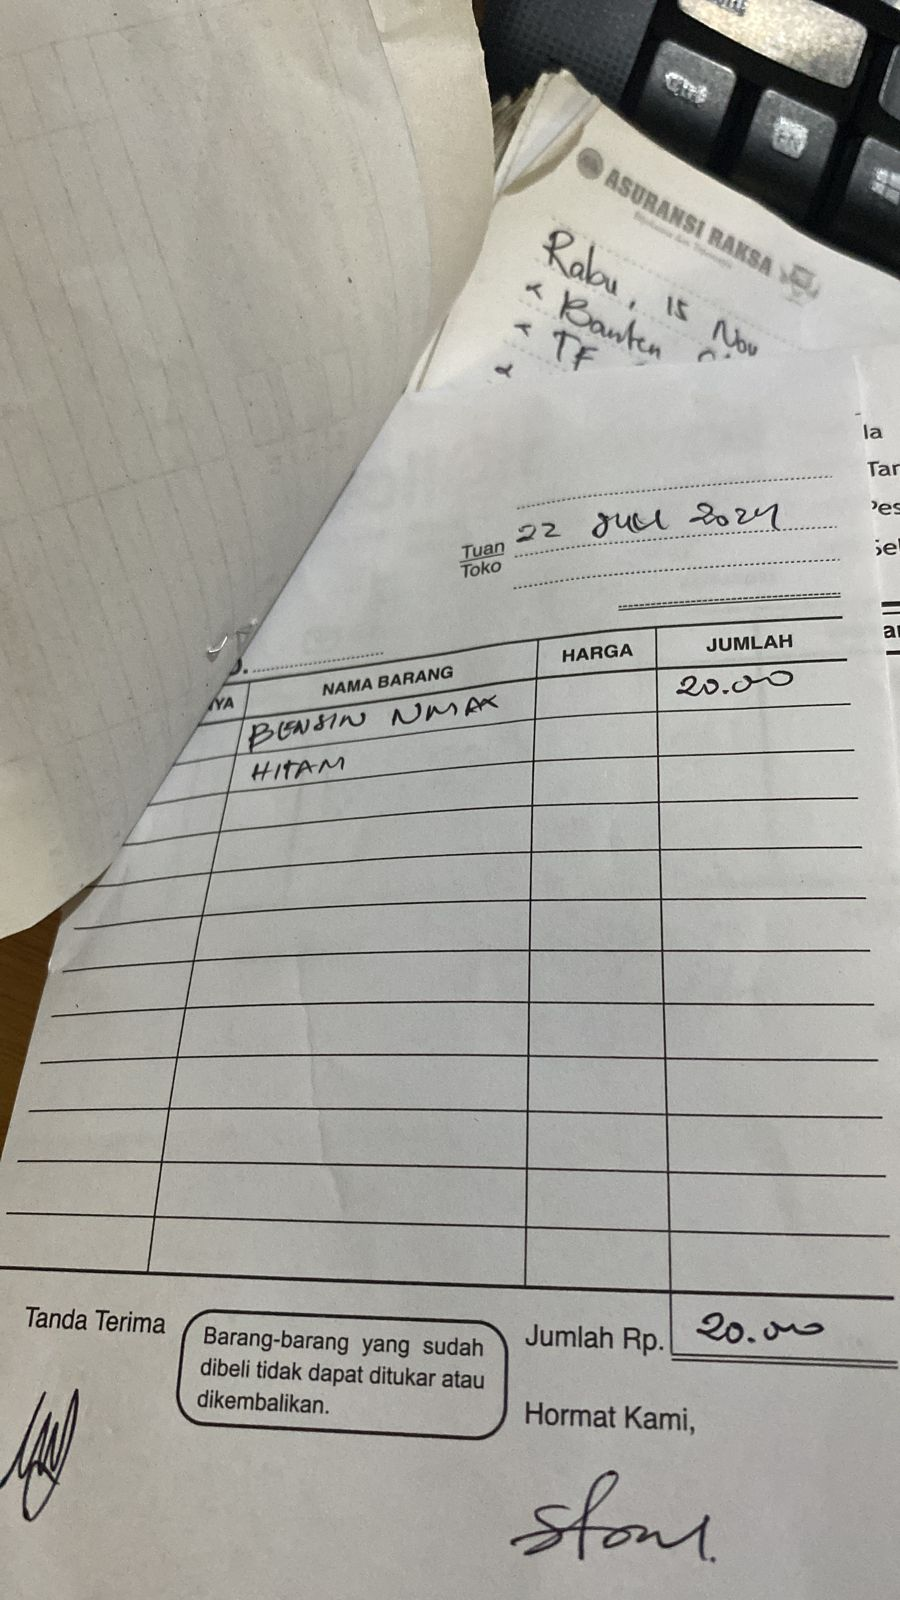 ASURANSI RAKSA
Rabu, 15 Nov
Banten
TF
la
Tar
22 Juli 2024
Tuan
Toko
NAMA BARANG HARGA JUMLAH
BENSIN NMAX 20.00
HITAM
Tanda Terima
Barang-barang yang sudah
dibeli tidak dapat ditukar atau
dikembalikan.
Jumlah Rp. 20.00
Hormat Kami,